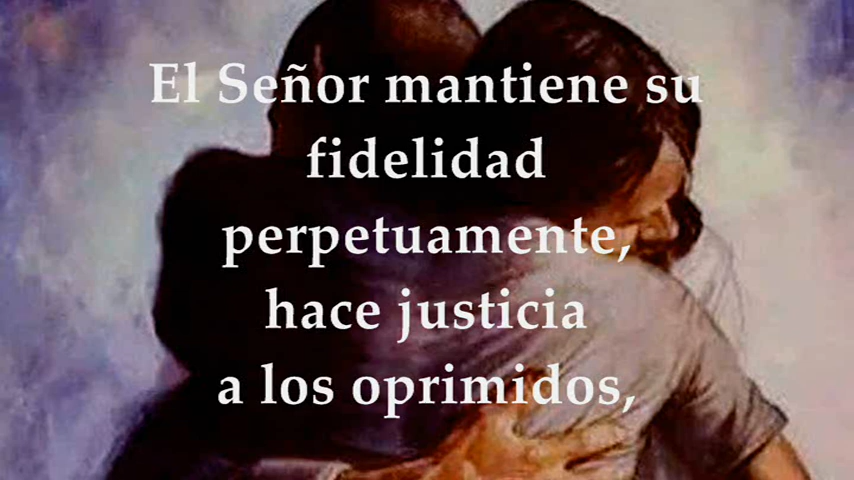 El Señor mantiene su
fidelidad
perpetuamente,
hace justicia
a los oprimidos,